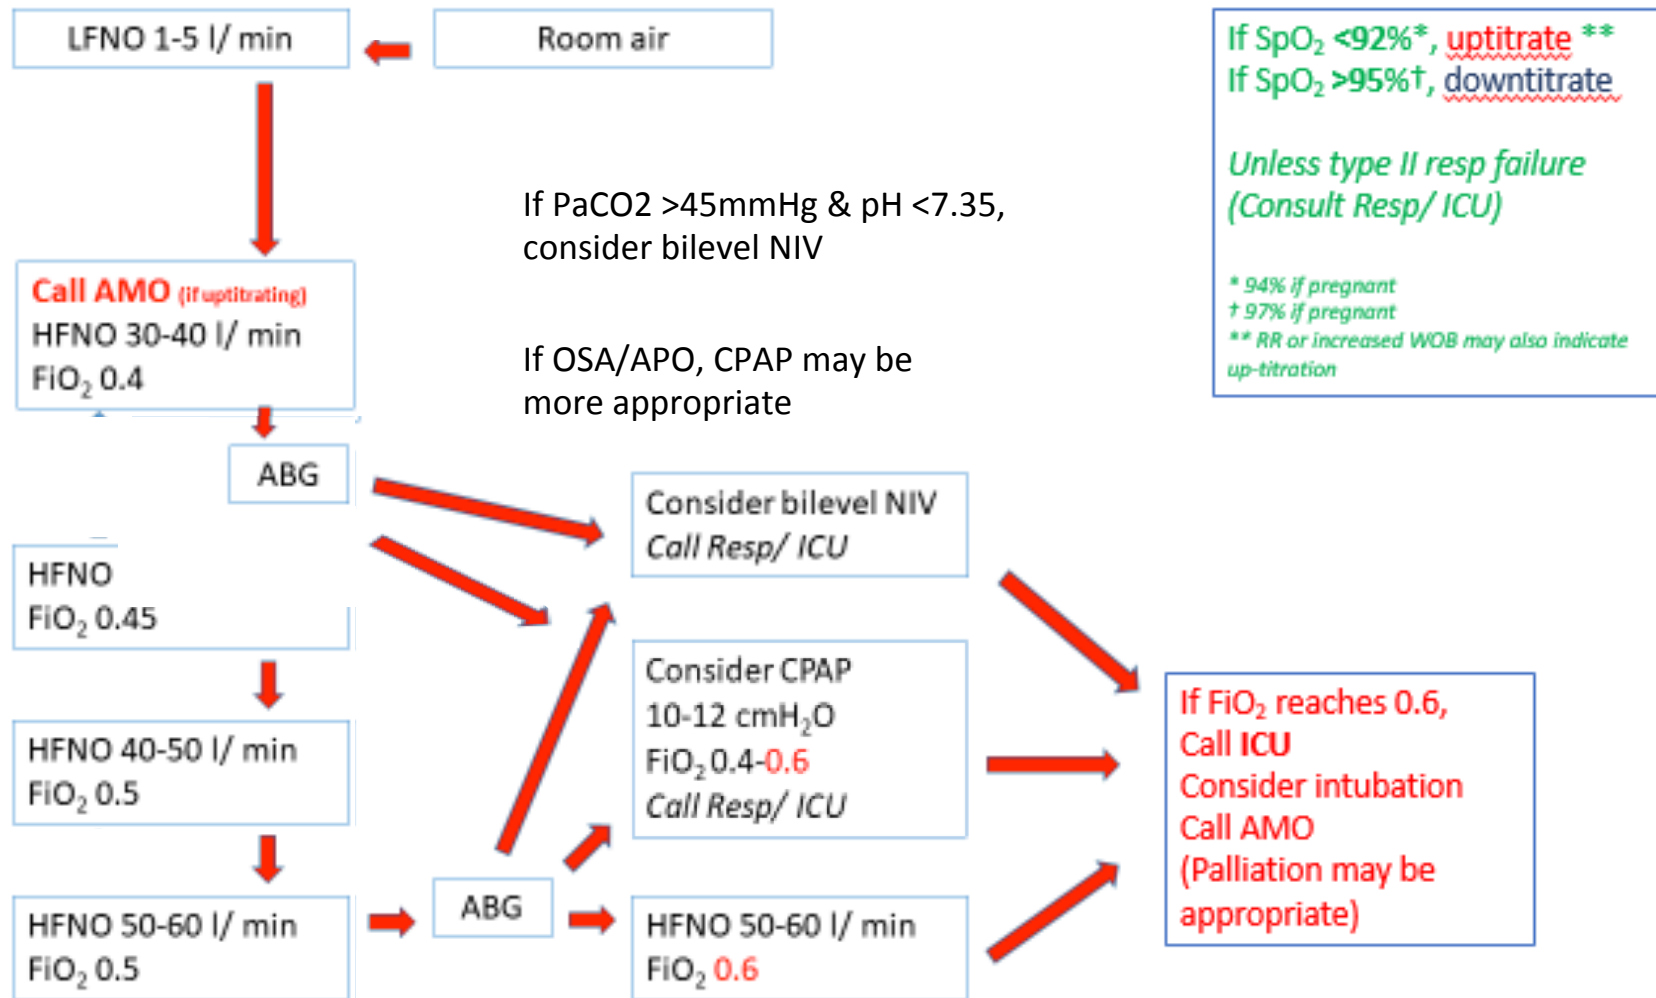 LFNO 1-5 l/ min
Room air
If SpO₂ <92%*, uptitrate **
If SpO₂ >95%†, downtitrate
Unless type II resp failure
(Consult Resp/ ICU)
* 94% if pregnant
† 97% if pregnant
** RR or increased WOB may also indicate
up-titration
If PaCO2 >45mmHg & pH <7.35,
consider bilevel NIV
If OSA/APO, CPAP may be
more appropriate
Call AMO (if uptitrating)
HFNO 30-40 l/ min
FiO₂ 0.4
ABG
HFNO
FiO₂ 0.45
HFNO 40-50 l/ min
FiO₂ 0.5
HFNO 50-60 l/ min
FiO₂ 0.5
ABG
Consider bilevel NIV
Call Resp/ ICU
Consider CPAP
10-12 cmH₂O
FiO₂ 0.4-0.6
Call Resp/ ICU
HFNO 50-60 l/ min
FiO₂ 0.6
If FiO₂ reaches 0.6,
Call ICU
Consider intubation
Call AMO
(Palliation may be
appropriate)